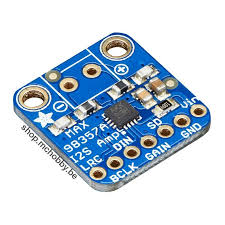 MAX
98357A
I2S Amp
LRC
BCLK
DIN
GAIN
SD
GND
Vin
shop.mchobby.be